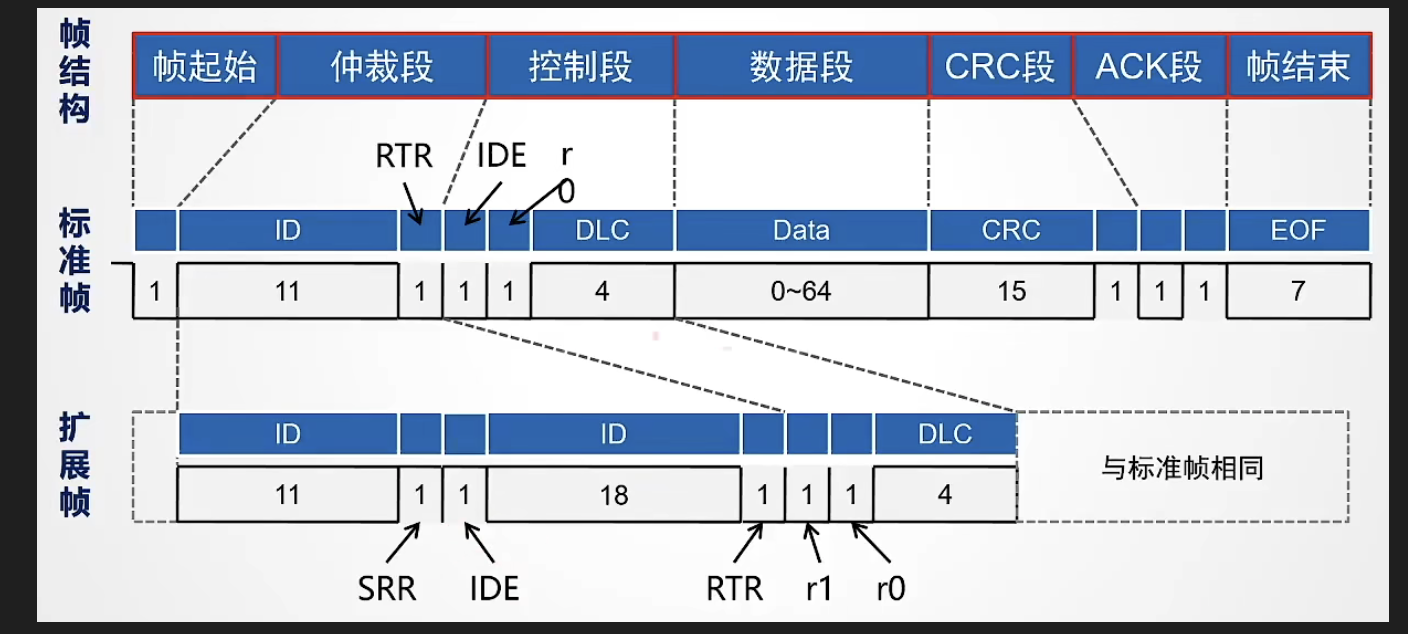 帧结构
帧起始 仲裁段 控制段 数据段 CRC段 ACK段 帧结束
RTR IDE r
0
标准帧
ID DLC Data CRC EOF
1 11 1 1 1 4 0~64 15 1 1 1 7
扩展帧
ID ID DLC
与标准帧相同
11 1 1 18 1 1 1 4
SRR IDE RTR r1 r0